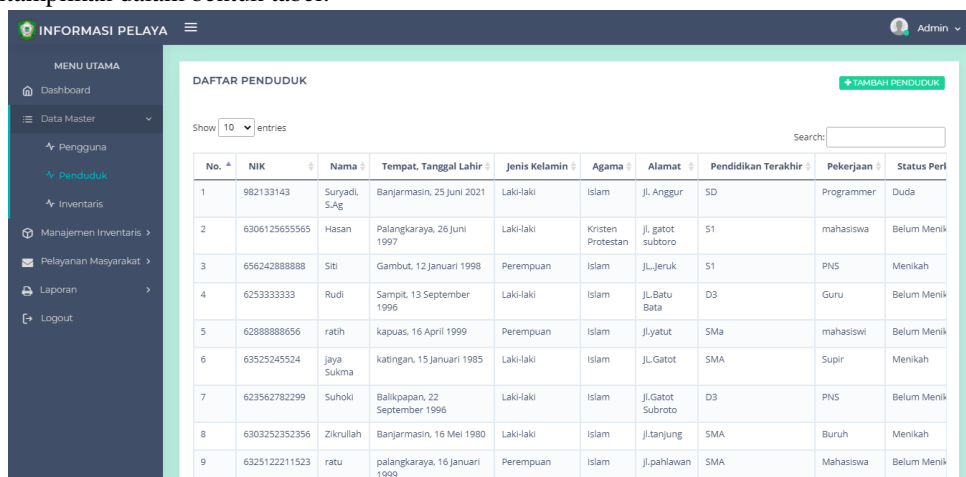 itampilkan dalam bentuk tabel.
INFORMASI PELAYA
Admin
MENU UTAMA
Dashboard
Data Master
Pengguna
Penduduk
Inventaris
Manajemen Inventaris
Pelayanan Masyarakat
Laporan
Logout
DAFTAR PENDUDUK
+TAMBAH PENDUDUK
Show 10 entries
Search:
No. NIK Nama Tempat, Tanggal Lahir Jenis Kelamin Agama Alamat Pendidikan Terakhir Pekerjaan Status Perk
1 982133143 Suryadi, S.Ag Banjarmasin, 25 Juni 2021 Laki-laki Islam Jl. Anggur SD Programmer Duda
2 6306125655565 Hasan Palangkaraya, 26 Juni 1997 Laki-laki Kristen Protestan jl. gatot subtoro S1 mahasiswa Belum Menik
3 656242888888 Siti Gambut, 12 Januari 1998 Perempuan Islam JL.Jeruk S1 PNS Menikah
4 6253333333 Rudi Sampit, 13 September 1996 Laki-laki Islam JL.Batu Bata D3 Guru Belum Menik
5 62888888656 ratih kapuas, 16 April 1999 Perempuan Islam Jl.yatut SMa mahasiswi Belum Menik
6 63525245524 jaya Sukma katingan, 15 Januari 1985 Laki-laki Islam JL.Gatot SMA Supir Menikah
7 623562782299 Suhoki Balikpapan, 22 September 1996 Laki-laki Islam Jl.Gatot Subroto D3 PNS Belum Menik
8 6303252352356 Zikrullah Banjarmasin, 16 Mei 1980 Laki-laki Islam jl.tanjung SMA Buruh Menikah
9 6325122211523 ratu palangkaraya, 16 Januari 1999 Perempuan Islam jl.pahlawan SMA Mahasiswa Belum Menik